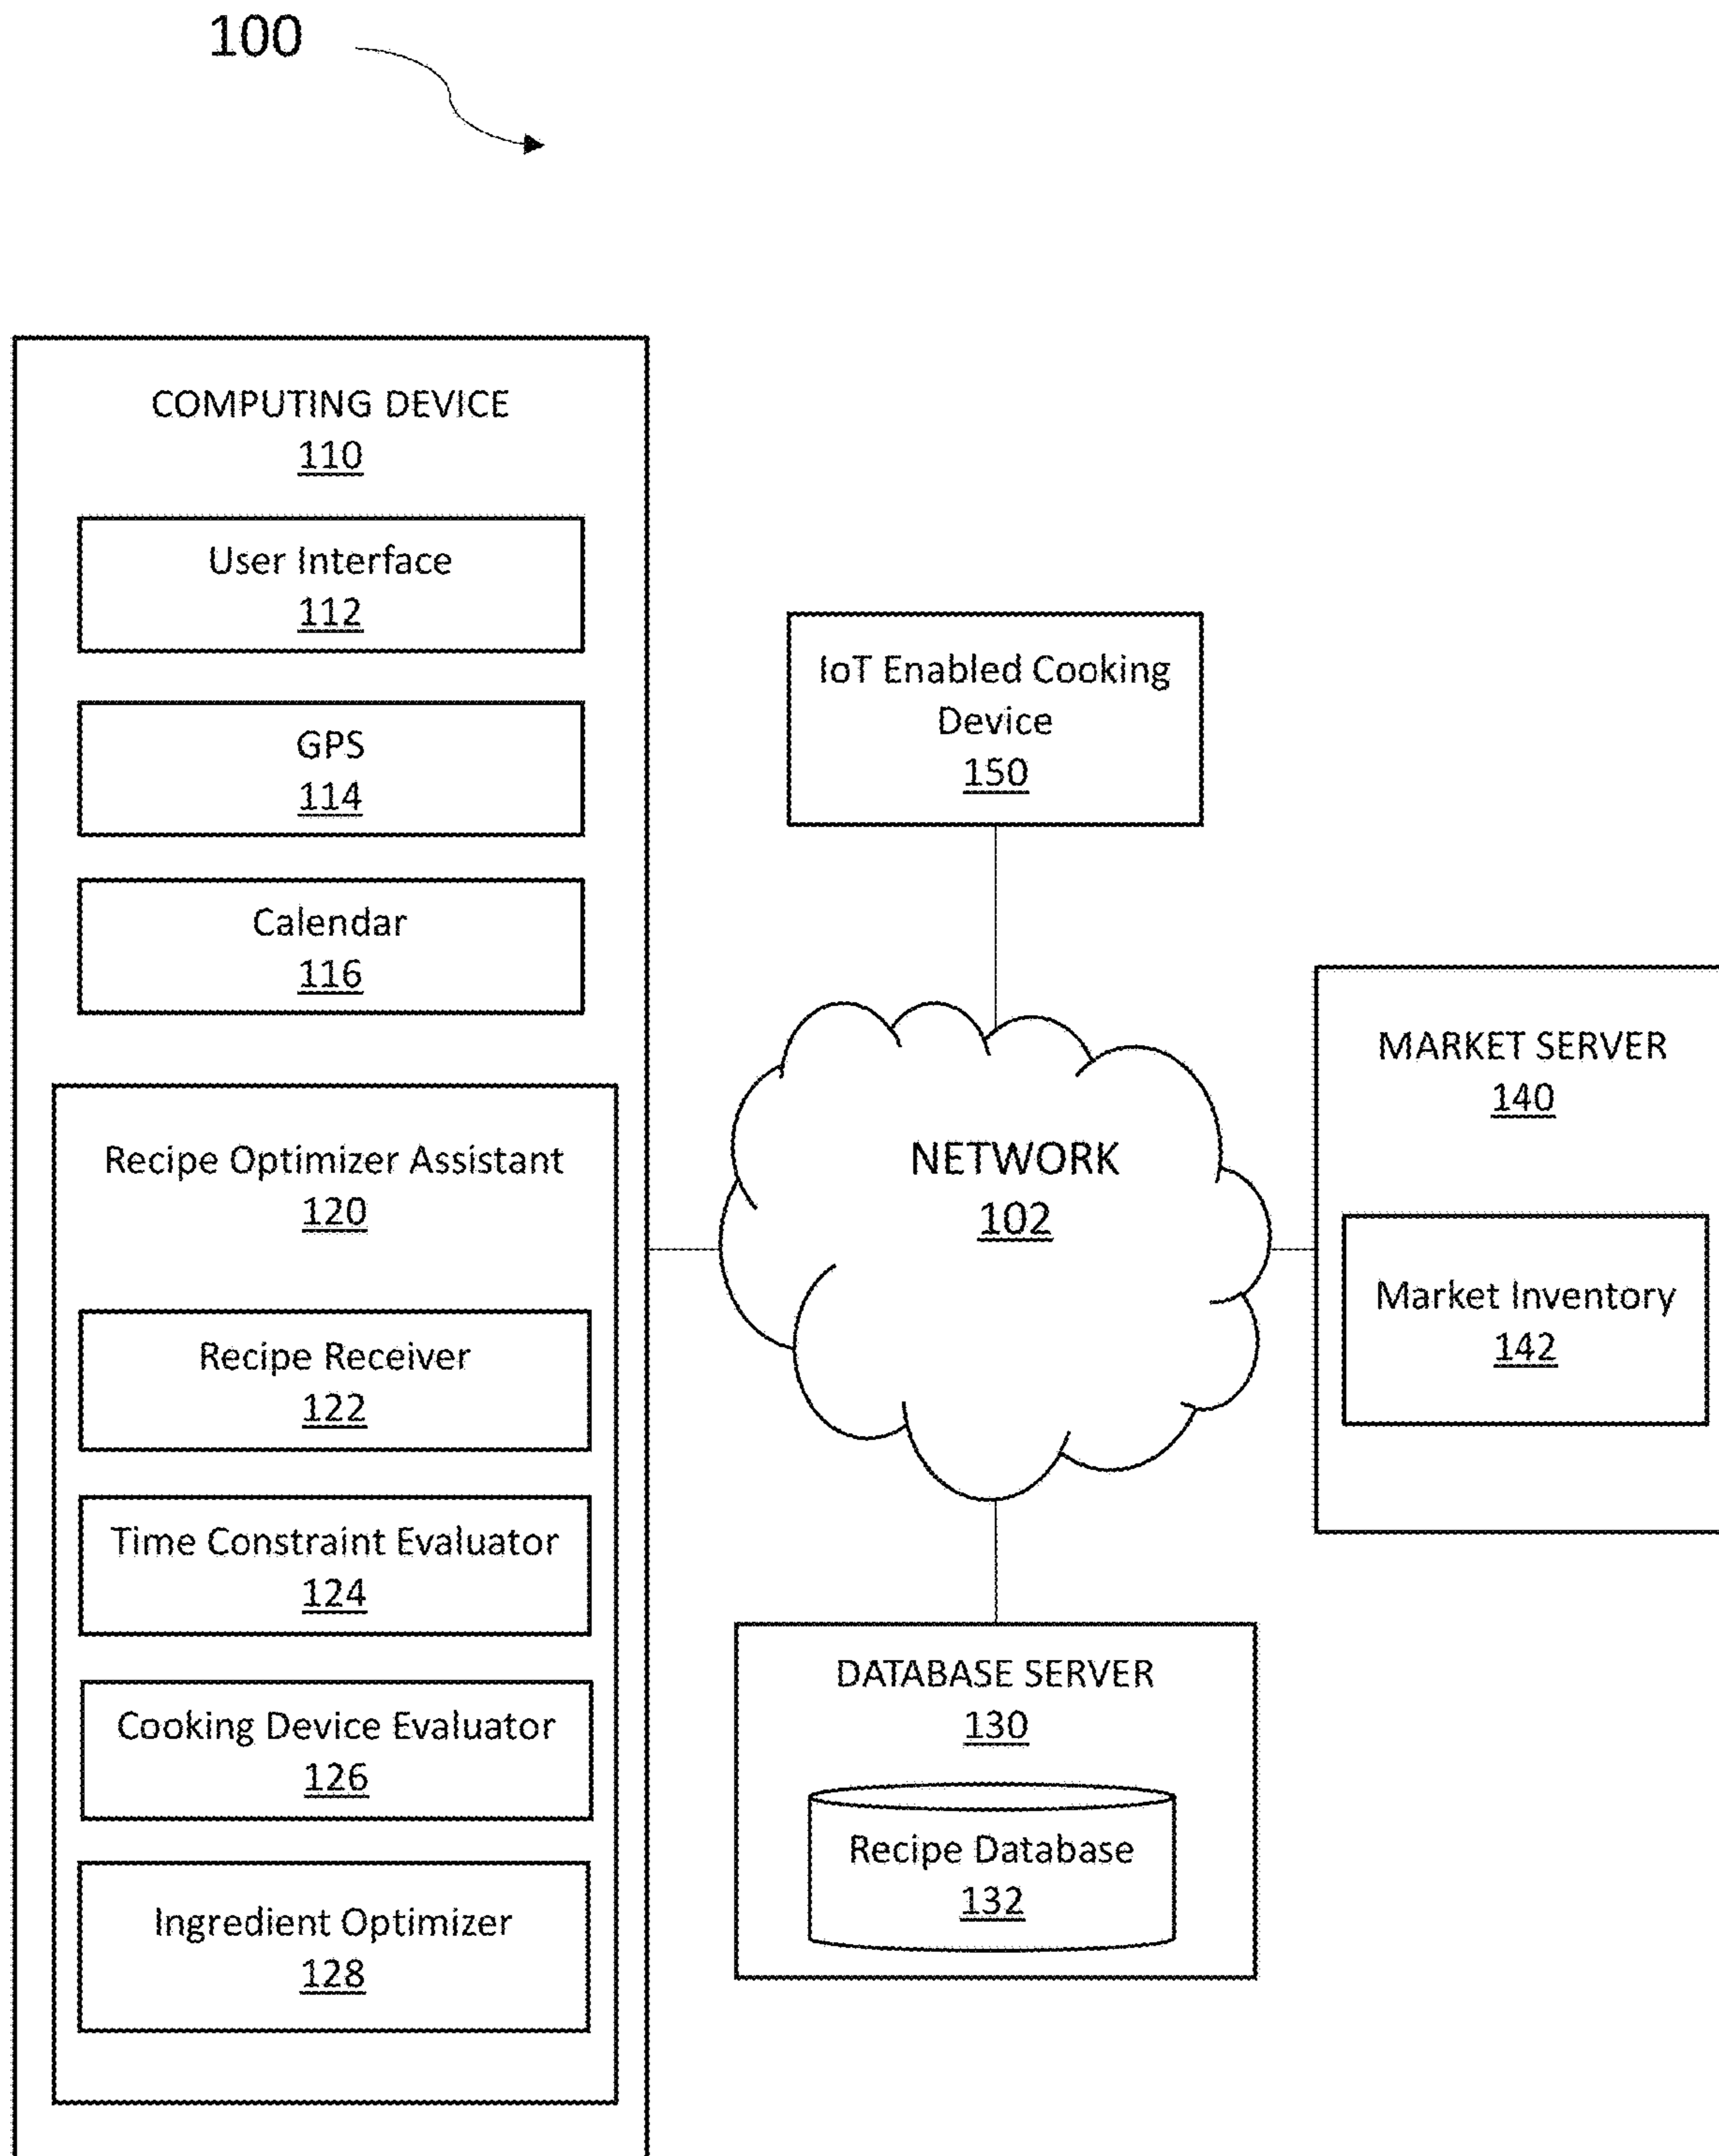 100
COMPUTING DEVICE
110
User Interface
112
GPS
114
Calendar
116
Recipe Optimizer Assistant
120
Recipe Receiver
122
Time Constraint Evaluator
124
Cooking Device Evaluator
126
Ingredient Optimizer
128
IoT Enabled Cooking
Device
150
NETWORK
102
MARKET SERVER
140
Market Inventory
142
DATABASE SERVER
130
Recipe Database
132